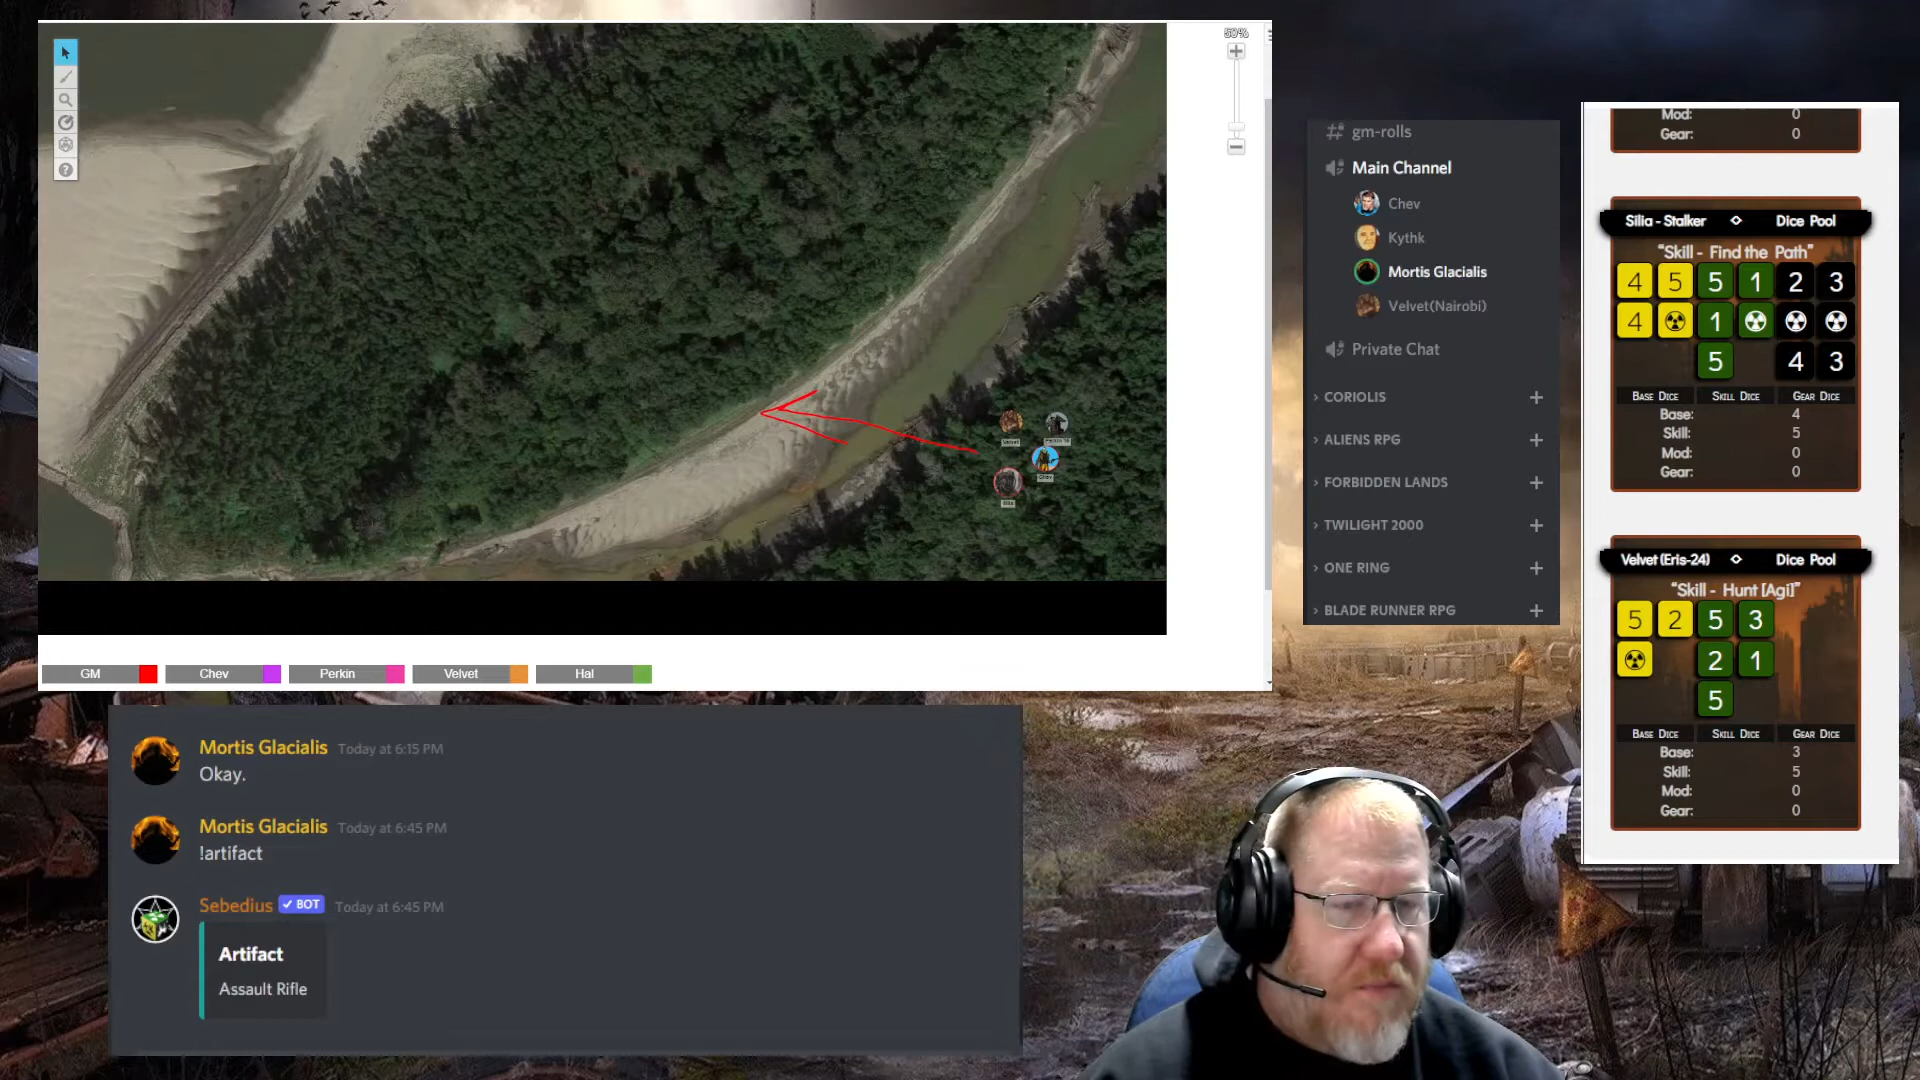 50%
Velvet
Chev
GM
Chev
Perkin
Velvet
Hal
Mortis Glacialis Today at 6:15 PM
Okay.
Mortis Glacialis Today at 6:45 PM
!artifact
Sebedius ✓ BOT Today at 6:45 PM
Artifact
Assault Rifle
# gm-rolls
Main Channel
Chev
Kythk
Mortis Glacialis
Velvet(Nairobi)
Private Chat
CORIOLIS
ALIENS RPG
FORBIDDEN LANDS
TWILIGHT 2000
ONE RING
BLADE RUNNER RPG
Mod: 0
Gear: 0
Silia - Stalker Dice Pool
"Skill - Find the Path"
4 5 5 1 2 3
4 1
5 4 3
Base Dice Skill Dice Gear Dice
Base: 4
Skill: 5
Mod: 0
Gear: 0
Velvet (Eris-24) Dice Pool
"Skill - Hunt [Agi]"
5 2 5 3
2 1
5
Base Dice Skill Dice Gear Dice
Base: 3
Skill: 5
Mod: 0
Gear: 0